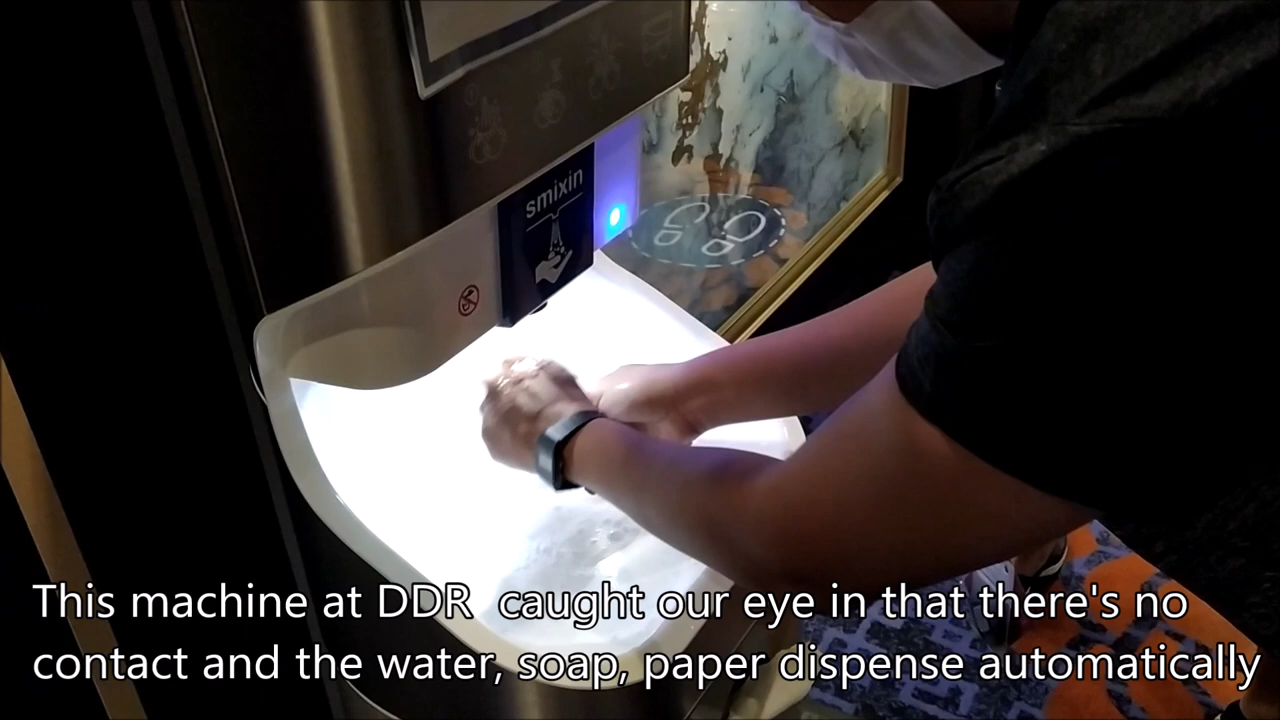 smixin
This machine at DDR caught our eye in that there's no
contact and the water, soap, paper dispense automatically